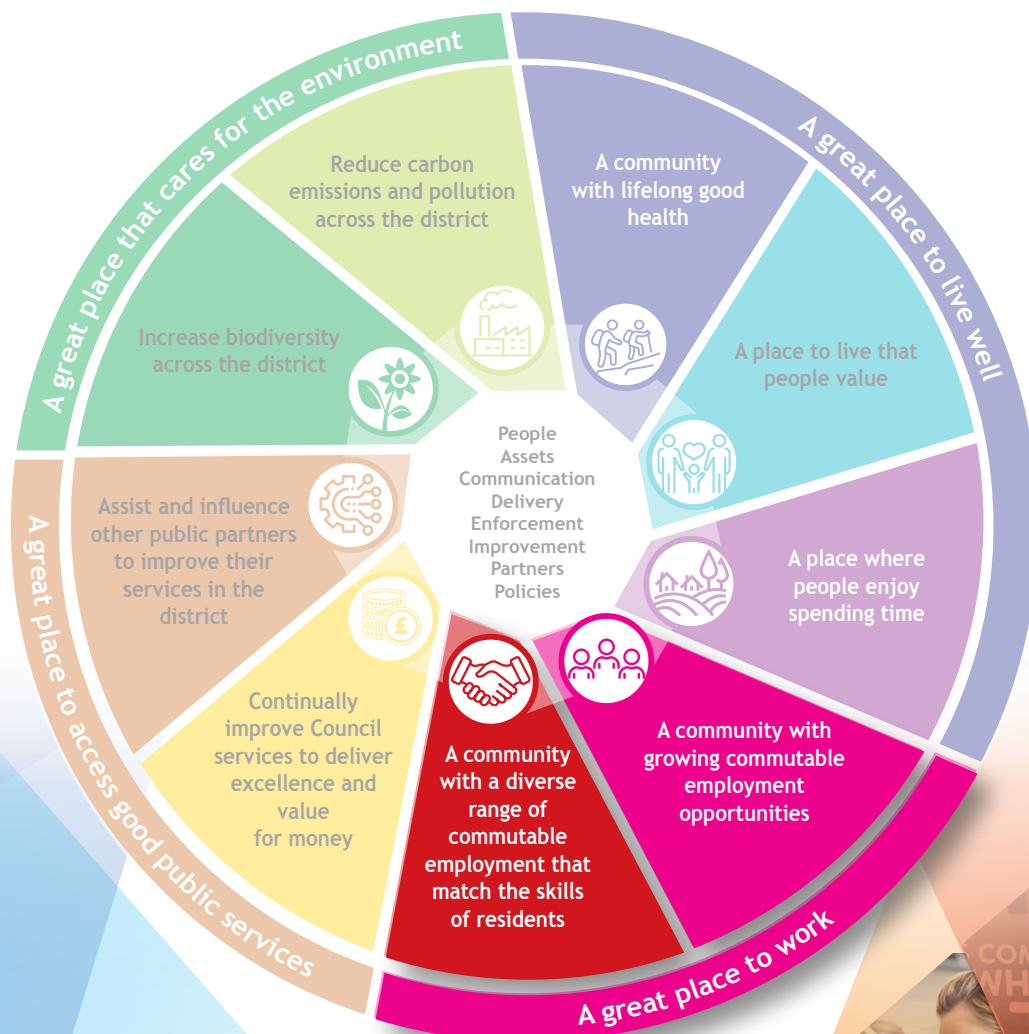 A great place that cares for the environment
A great place to live well
Reduce carbon
emissions and pollution
across the district
A community
with lifelong good
health
Increase biodiversity
across the district
A place to live that
people value
People
Assets
Communication
Delivery
Enforcement
Improvement
Partners
Policies
Assist and influence
other public partners
to improve their
services in the
district
A place where
people enjoy
spending time
Continually
improve Council
services to deliver
excellence and
value
for money
£
A community
with a diverse
range of
commutable
employment that
match the skills
of residents
A community with
growing commutable
employment
opportunities
A great place to access good public services
A great place to work